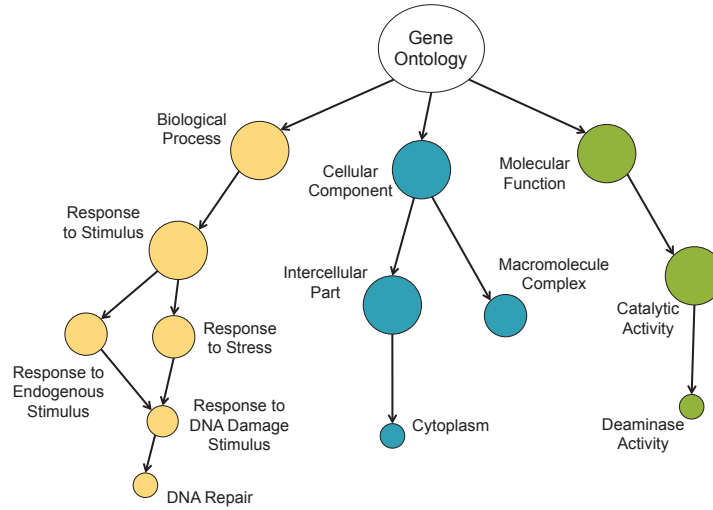 Gene
Ontology
Biological
Process
Cellular
Component
Molecular
Function
Response
to Stimulus
Intercellular
Part
Macromolecule
Complex
Catalytic
Activity
Response to
Endogenous
Stimulus
Response
to Stress
Response to
DNA Damage
Stimulus
Cytoplasm
Deaminase
Activity
DNA Repair